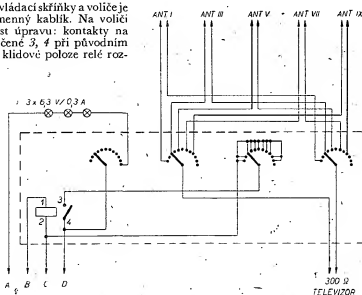 vládací skříňky a voliče je
menný kablík. Na voliči
st úpravu: kontakty na
čené 3, 4 při původním
klidové poloze relé roz-
ANT I ANT III ANT V ANT VII ANT IX
3 x 6,3 V/0,3 A
1
2
3
4
A B C D
300 Ω
TELEVIZOR